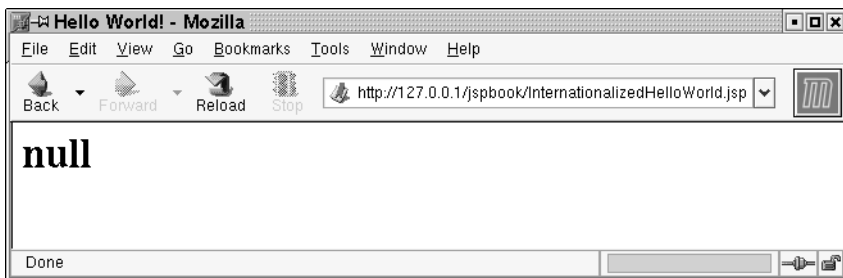 Hello World! - Mozilla
File Edit View Go Bookmarks Tools Window Help
Back Forward Reload Stop http://127.0.0.1/jspbook/InternationalizedHelloWorld.jsp
null
Done